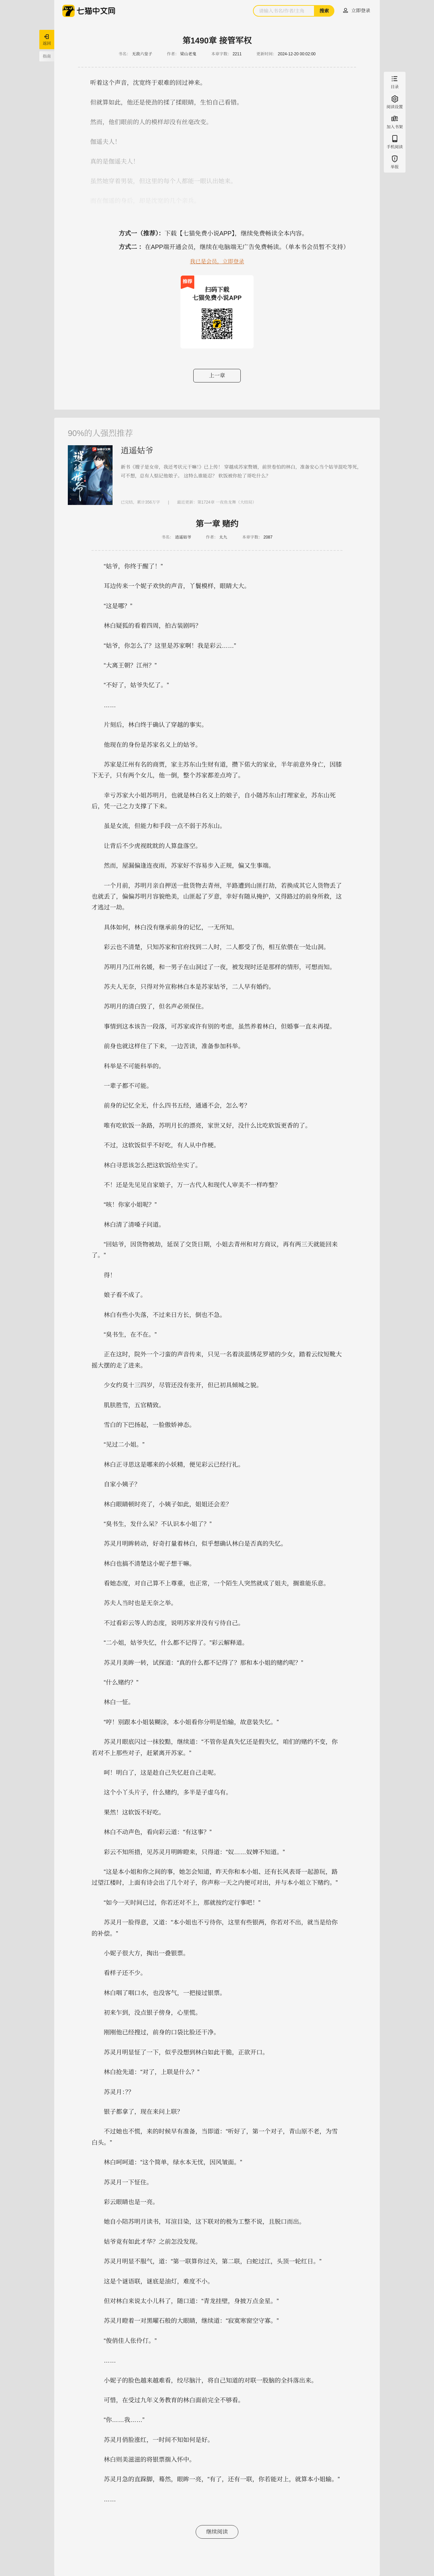 七猫中文网
搜索
立即登录
返回
书页
目录
阅读设置
加入书架
手机阅读
举报
第1490章 接管军权
书名：无敌六皇子
作者：梁山老鬼
本章字数：2211
更新时间：2024-12-20 00:02:00
听着这个声音，沈宽终于艰难的回过神来。
但就算如此，他还是使劲的揉了揉眼睛，生怕自己看错。
然而，他们眼前的人的模样却没有丝毫改变。
伽遥夫人！
真的是伽遥夫人！
方式一（推荐）：下载【七猫免费小说APP】，继续免费畅读全本内容。
方式二 ：在APP端开通会员，继续在电脑端无广告免费畅读。（单本书会员暂不支持）
我已是会员，立即登录
推荐
扫码下载
七猫免费小说APP
上一章
90%的人强烈推荐
逍遥姑爷
第一章 赌约
书名：逍遥姑爷
作者：七九
本章字数：2087
“姑爷，你终于醒了！”
耳边传来一个妮子欢快的声音，丫鬟模样，眼睛大大。
“这是哪？”
林白疑狐的看着四周，拍古装剧吗？
“姑爷，你怎么了？这里是苏家啊！我是彩云……”
“大禹王朝？江州？”
“不好了，姑爷失忆了。”
……
片刻后，林白终于确认了穿越的事实。
他现在的身份是苏家名义上的姑爷。
苏家是江州有名的商贾，家主苏东山生财有道，攒下偌大的家业，半年前意外身亡，因膝
下无子，只有两个女儿，他一倒，整个苏家都差点垮了。
幸亏苏家大小姐苏明月，也就是林白名义上的娘子，自小随苏东山打理家业，苏东山死
后，凭一己之力支撑了下来。
虽是女流，但能力和手段一点不弱于苏东山。
让背后不少虎视眈眈的人算盘落空。
然而，屋漏偏逢连夜雨，苏家好不容易步入正规，偏又生事端。
一个月前，苏明月亲自押送一批货物去青州，半路遭到山匪打劫，若换成其它人货物丢了
也就丢了，偏偏苏明月容貌绝美，山匪起了歹意，幸好有随从掩护，又得路过的前身所救，这
才逃过一劫。
具体如何，林白没有继承前身的记忆，一无所知。
彩云也不清楚，只知苏家和官府找到二人时，二人都受了伤，相互依偎在一处山洞。
苏明月乃江州名媛，和一男子在山洞过了一夜，被发现时还是那样的情形，可想而知。
苏夫人无奈，只得对外宣称林白本是苏家姑爷，二人早有婚约。
苏明月的清白毁了，但名声必须保住。
事情到这本该告一段落，可苏家或许有别的考虑，虽然养着林白，但婚事一直未再提。
前身也就这样住了下来，一边苦读，准备参加科举。
科举是不可能科举的。
一辈子都不可能。
前身的记忆全无，什么四书五经，通通不会，怎么考？
唯有吃软饭一条路，苏明月长的漂亮，家世又好，没什么比吃软饭更香的了。
不过，这软饭似乎不好吃，有人从中作梗。
林白寻思该怎么把这软饭给坐实了。
不！还是先见见自家娘子，万一古代人和现代人审美不一样咋整？
“咳！你家小姐呢？”
林白清了清嗓子问道。
“回姑爷，因货物被劫，延误了交货日期，小姐去青州和对方商议，再有两三天就能回来
了。”
得！
娘子看不成了。
林白有些小失落，不过来日方长，倒也不急。
“臭书生，在不在。”
正在这时，院外一个刁蛮的声音传来，只见一名着淡蓝绣花罗裙的少女，踏着云纹短靴大
摇大摆的走了进来。
少女约莫十三四岁，尽管还没有张开，但已初具倾城之貌。
肌肤胜雪，五官精致。
雪白的下巴扬起，一脸傲娇神态。
“见过二小姐。”
林白正寻思这是哪来的小妖精，便见彩云已经行礼。
自家小姨子？
林白眼睛顿时亮了，小姨子如此，姐姐还会差？
“臭书生，发什么呆？不认识本小姐了？”
苏灵月明眸转动，好奇打量着林白，似乎想确认林白是否真的失忆。
林白也搞不清楚这小妮子想干嘛。
看她态度，对自己算不上尊重，也正常，一个陌生人突然就成了姐夫，搁谁能乐意。
苏夫人当时也是无奈之举。
不过看彩云等人的态度，说明苏家并没有亏待自己。
“二小姐，姑爷失忆，什么都不记得了。”彩云解释道。
苏灵月美眸一转，试探道：“真的什么都不记得了？那和本小姐的赌约呢？”
“什么赌约？”
林白一怔。
“哼！别跟本小姐装糊涂，本小姐看你分明是怕输，故意装失忆。”
苏灵月眼底闪过一抹狡黠，继续道：“不管你是真失忆还是假失忆，咱们的赌约不变，你
若对不上那些对子，赶紧离开苏家。”
呵！明白了，这是趁自己失忆赶自己走呢。
这个小丫头片子，什么赌约，多半是子虚乌有。
果然！这软饭不好吃。
林白不动声色，看向彩云道：“有这事？”
彩云不知所措，见苏灵月明眸瞪来，只得道：“奴……奴婢不知道。”
“这是本小姐和你之间的事，她怎会知道，昨天你和本小姐，还有长风表哥一起游玩，路
过望江楼时，上面有诗会出了几个对子，你声称一天之内便可对出，并与本小姐立下赌约。”
“如今一天时间已过，你若还对不上，那就按约定行事吧！”
苏灵月一脸得意，又道：“本小姐也不亏待你，这里有些银两，你若对不出，就当是给你
的补偿。”
小妮子很大方，掏出一叠银票。
看样子还不少。
林白咽了咽口水，也没客气，一把接过银票。
初来乍到，没点银子傍身，心里慌。
刚刚他已经搜过，前身的口袋比脸还干净。
苏灵月明显怔了一下，似乎没想到林白如此干脆，正欲开口。
林白抢先道：“对了，上联是什么？”
苏灵月:？？
银子都拿了，现在来问上联？
不过她也不慌，来的时候早有准备，当即道：“听好了，第一个对子，青山原不老，为雪
白头。”
林白呵呵道：“这个简单，绿水本无忧，因风皱面。”
苏灵月一下怔住。
彩云眼睛也是一亮。
她自小陪苏明月读书，耳濡目染，这下联对的极为工整不说，且脱口而出。
姑爷竟有如此才华？之前怎没发现。
苏灵月明显不服气，道：“第一联算你过关，第二联，白蛇过江，头顶一轮红日。”
这是个谜语联，谜底是油灯，难度不小。
但对林白来说太小儿科了，随口道：“青龙挂壁，身披万点金星。”
苏灵月瞪着一对黑曜石般的大眼睛，继续道：“寂寞寒窗空守寡。”
“俊俏佳人伥伶仃。”
……
小妮子的脸色越来越难看，绞尽脑汁，将自己知道的对联一股脑的全抖落出来。
可惜，在受过九年义务教育的林白面前完全不够看。
“你……我……”
苏灵月俏脸涨红，一时间不知如何是好。
林白则美滋滋的将银票揣入怀中。
苏灵月急的直跺脚，蓦然，眼眸一亮，“有了，还有一联，你若能对上，就算本小姐输。”
……
继续阅读